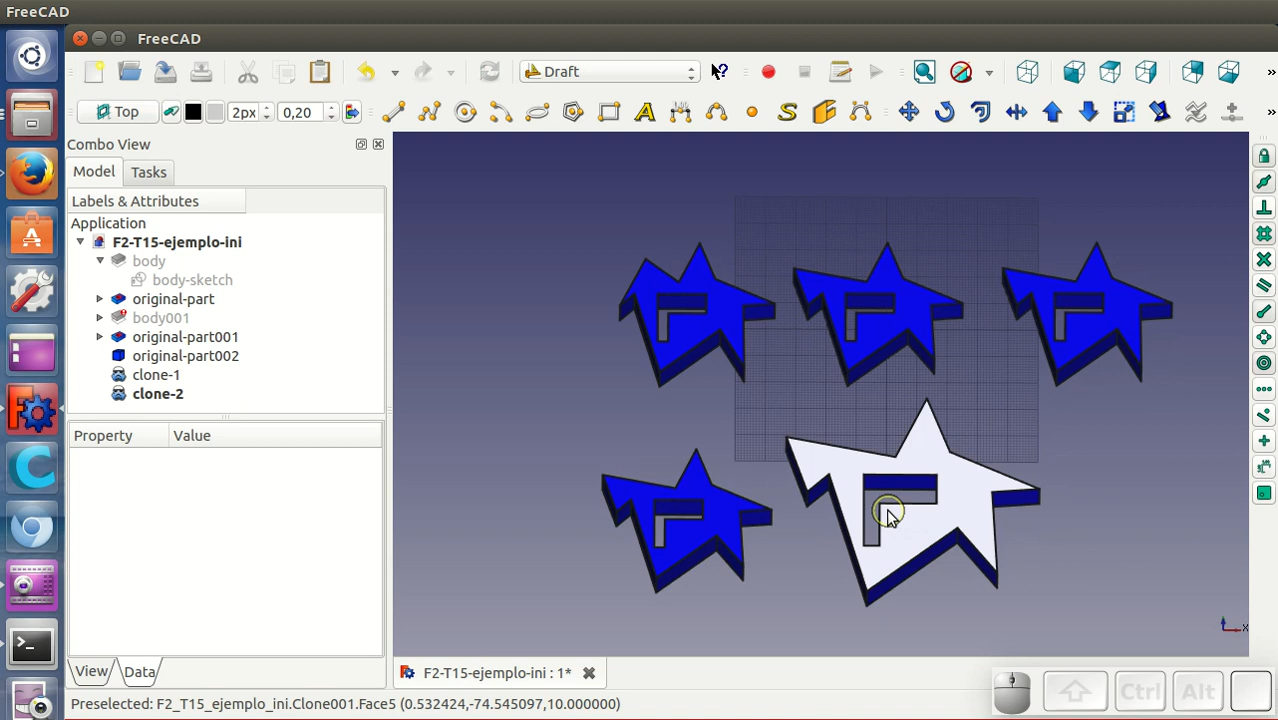 FreeCAD
FreeCAD
Draft
Top
2px
0,20
Combo View
Model
Tasks
Labels & Attributes
Application
F2-T15-ejemplo-ini
body
body-sketch
original-part
body001
original-part001
original-part002
clone-1
clone-2
Property
Value
View
Data
F2-T15-ejemplo-ini : 1*
x
Ctrl
Alt
Preselected: F2_T15_ejemplo_ini.Clone001.Face5 (0.532424,-74.545097,10.000000)